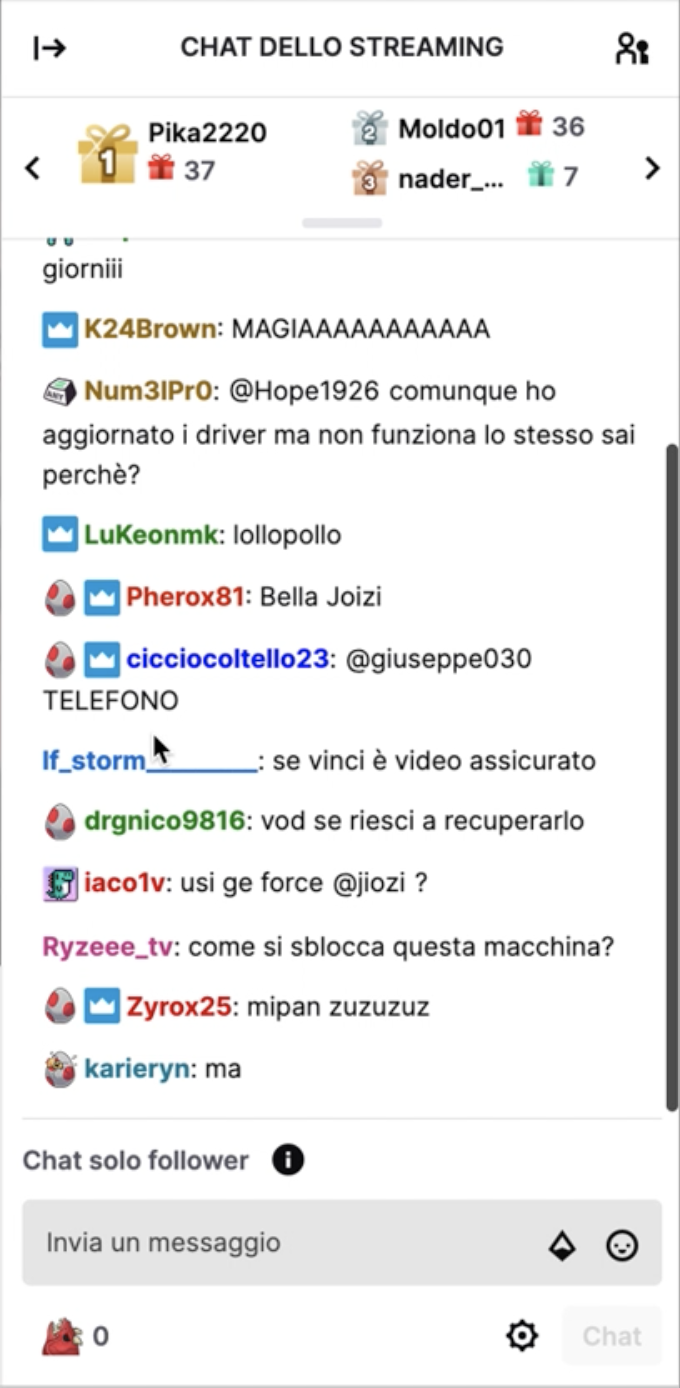 CHAT DELLO STREAMING
1 Pika2220
37
2 Moldo01 36
3 nader_... 7
giorniii
K24Brown: MAGIAAAAAAAAAAA
ANY Num3lPr0: @Hope1926 comunque ho
aggiornato i driver ma non funziona lo stesso sai
perchè?
LuKeonmk: lollopollo
Pherox81: Bella Joizi
cicciocoltello23: @giuseppe030
TELEFONO
lf_storm_________: se vinci è video assicurato
drgnico9816: vod se riesci a recuperarlo
iaco1v: usi ge force @jiozi ?
Ryzeee_tv: come si sblocca questa macchina?
Zyrox25: mipan zuzuzuz
karieryn: ma
Chat solo follower
Invia un messaggio
0
Chat